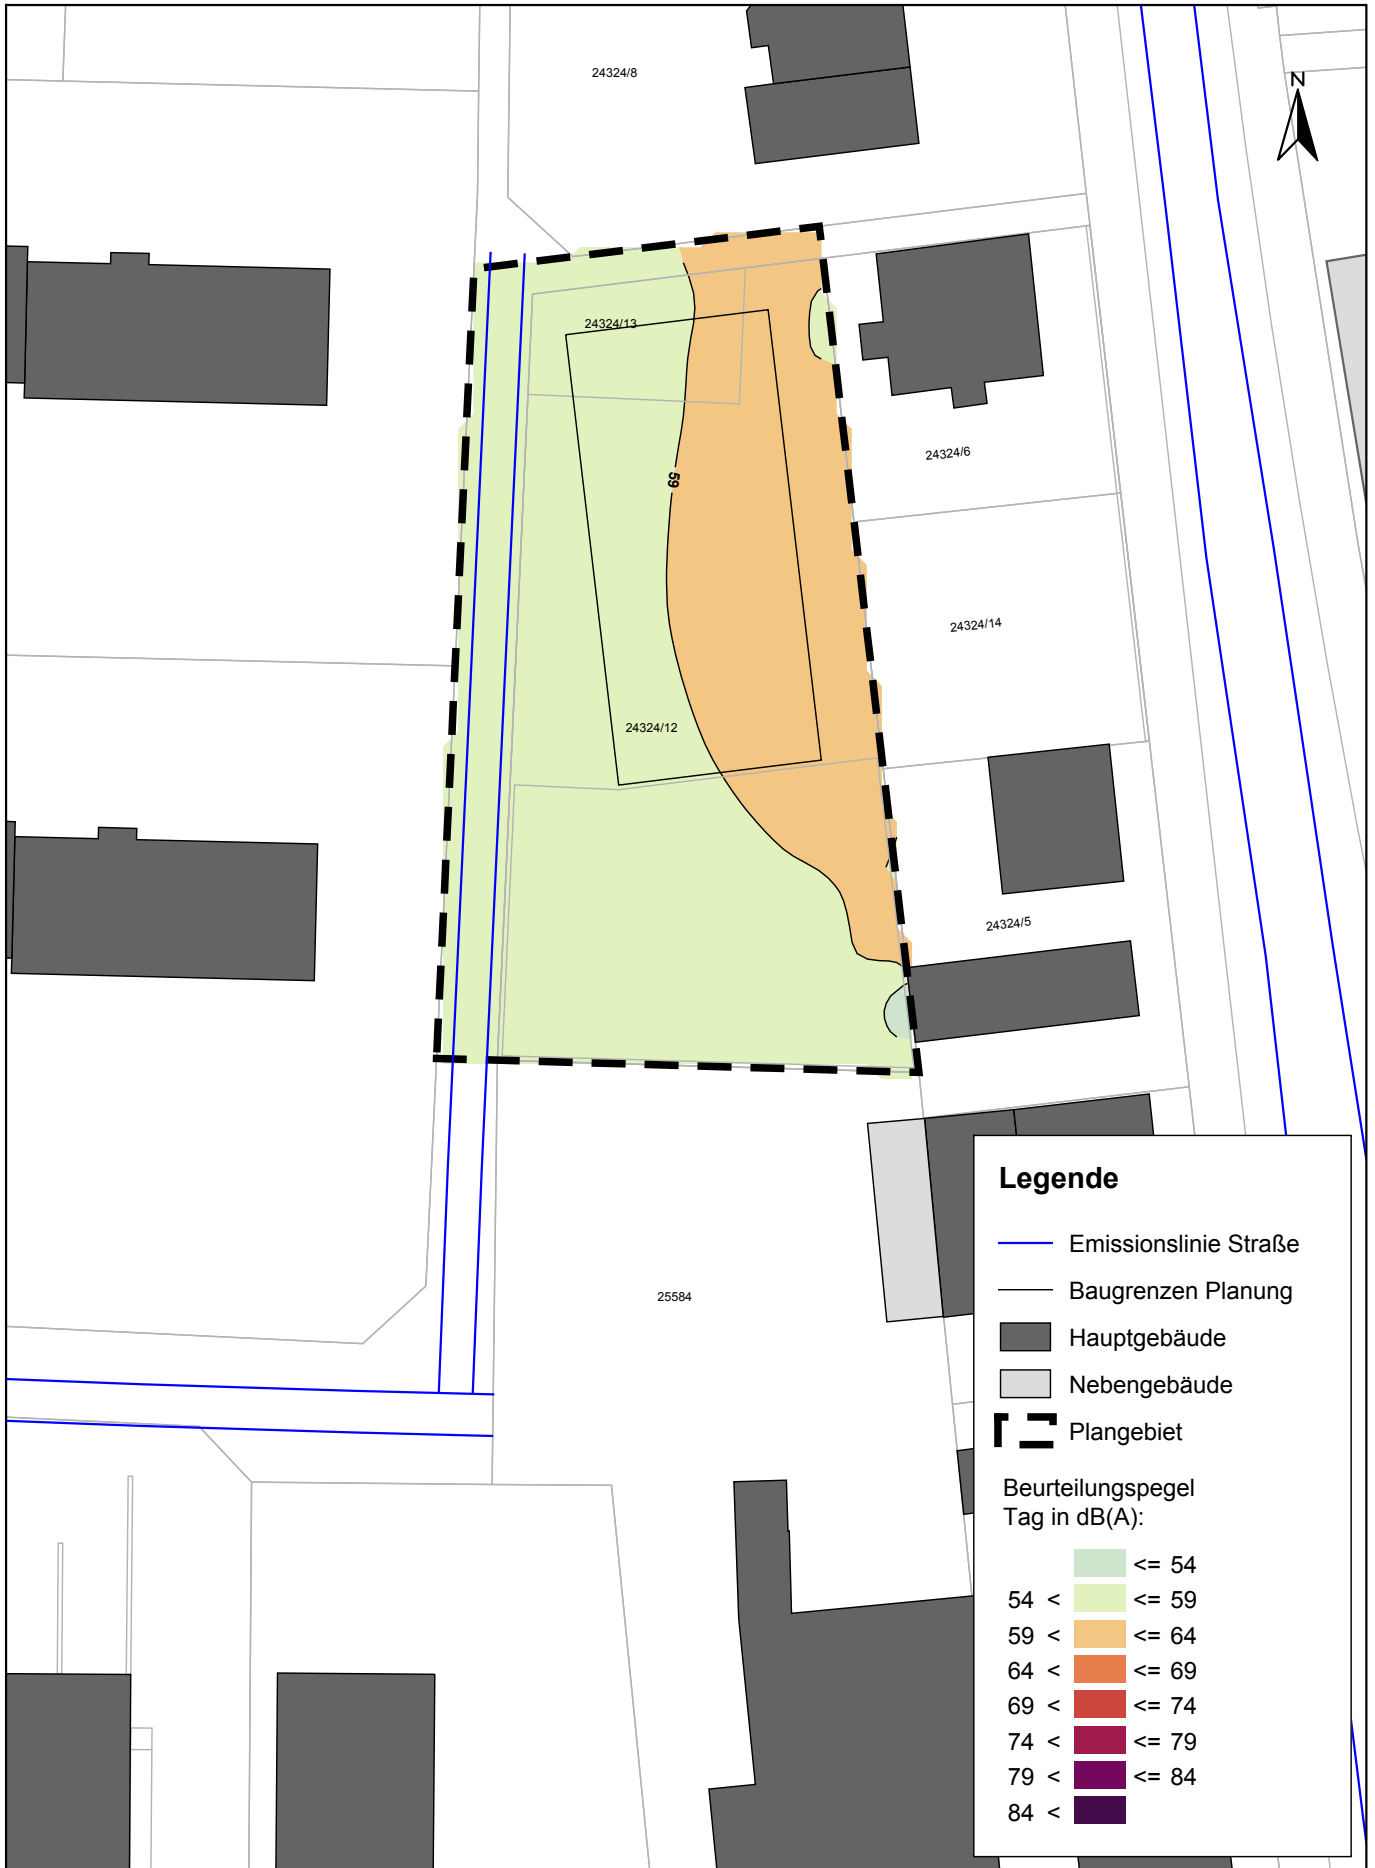 24324/8
N
24324/13
24324/6
59
24324/14
24324/12
24324/5
25584
Legende
Emissionslinie Straße
Baugrenzen Planung
Hauptgebäude
Nebengebäude
Plangebiet
Beurteilungspegel
Tag in dB(A):
<= 54
54 < <= 59
59 < <= 64
64 < <= 69
69 < <= 74
74 < <= 79
79 < <= 84
84 <